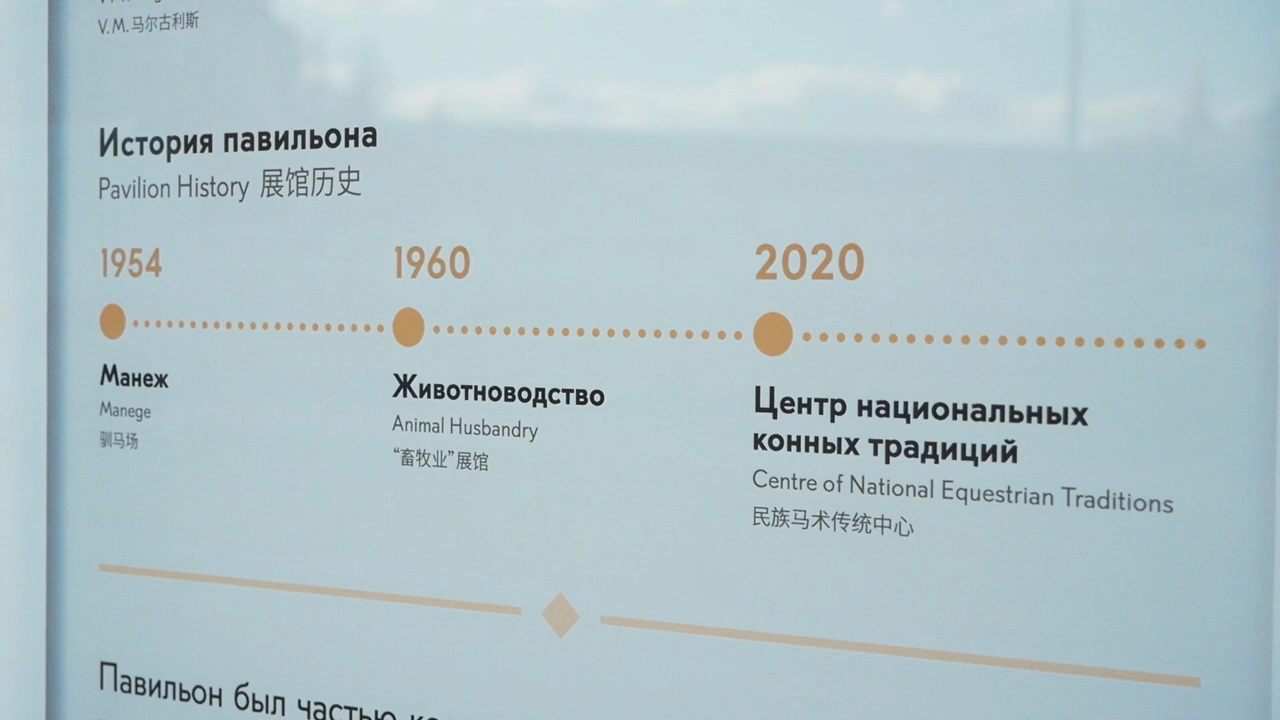 V.M.马尔古利斯
История павильона
Pavilion History 展馆历史
1954
1960
2020
Манеж
Manege
驯马场
Животноводство
Animal Husbandry
“畜牧业”展馆
Центр национальных
конных традиций
Centre of National Equestrian Traditions
民族马术传统中心
Павильон был частью